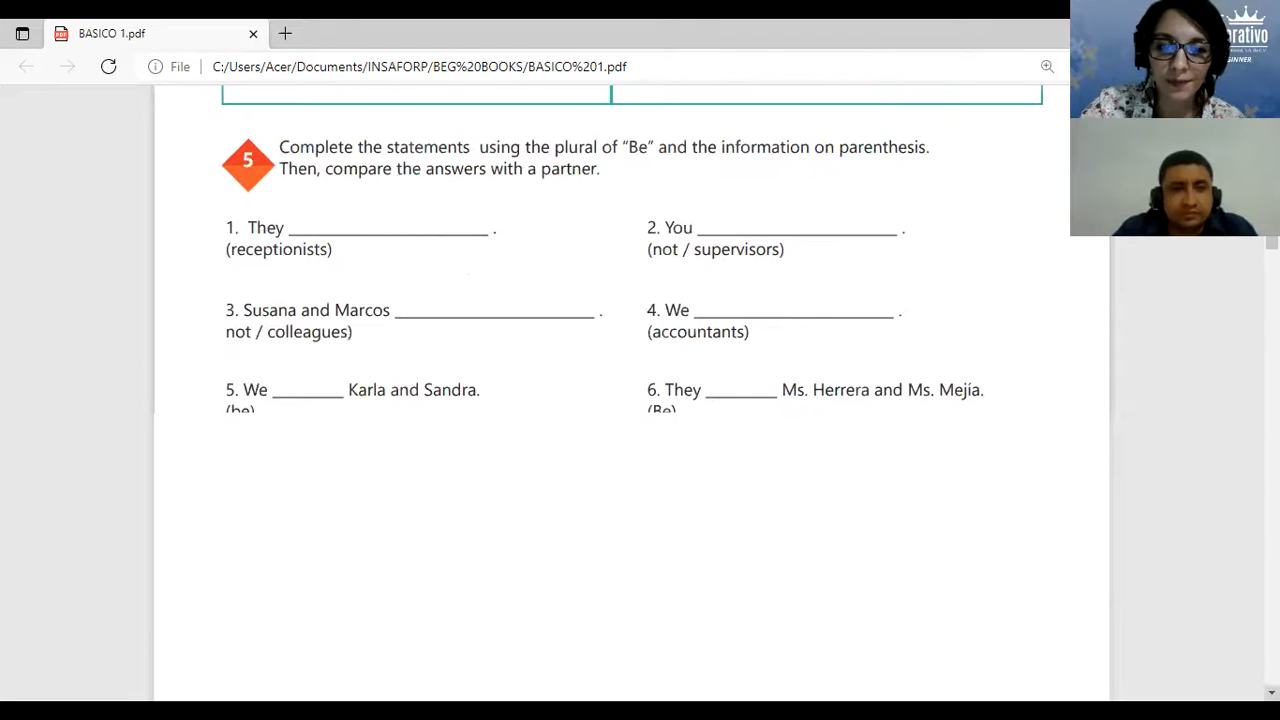 BASICO 1.pdf
File C:/Users/Acer/Documents/INSAFORP/BEG%20BOOKS/BASICO%201.pdf
5
Complete the statements using the plural of “Be” and the information on parenthesis.
Then, compare the answers with a partner.
1. They ______________________ .
(receptionists)
2. You ______________________ .
(not / supervisors)
3. Susana and Marcos ______________________ .
not / colleagues)
4. We ______________________ .
(accountants)
5. We ________ Karla and Sandra.
(be)
6. They ________ Ms. Herrera and Ms. Mejía.
(Be)